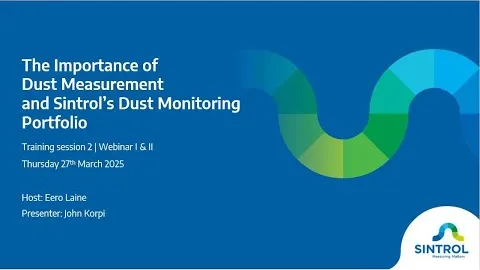 The Importance of
Dust Measurement
and Sintrol's Dust Monitoring
Portfolio
Training session 2 | Webinar I & II
Thursday 27th March 2025
Host: Eero Laine
Presenter: John Korpi
SINTROL
Measuring Matters